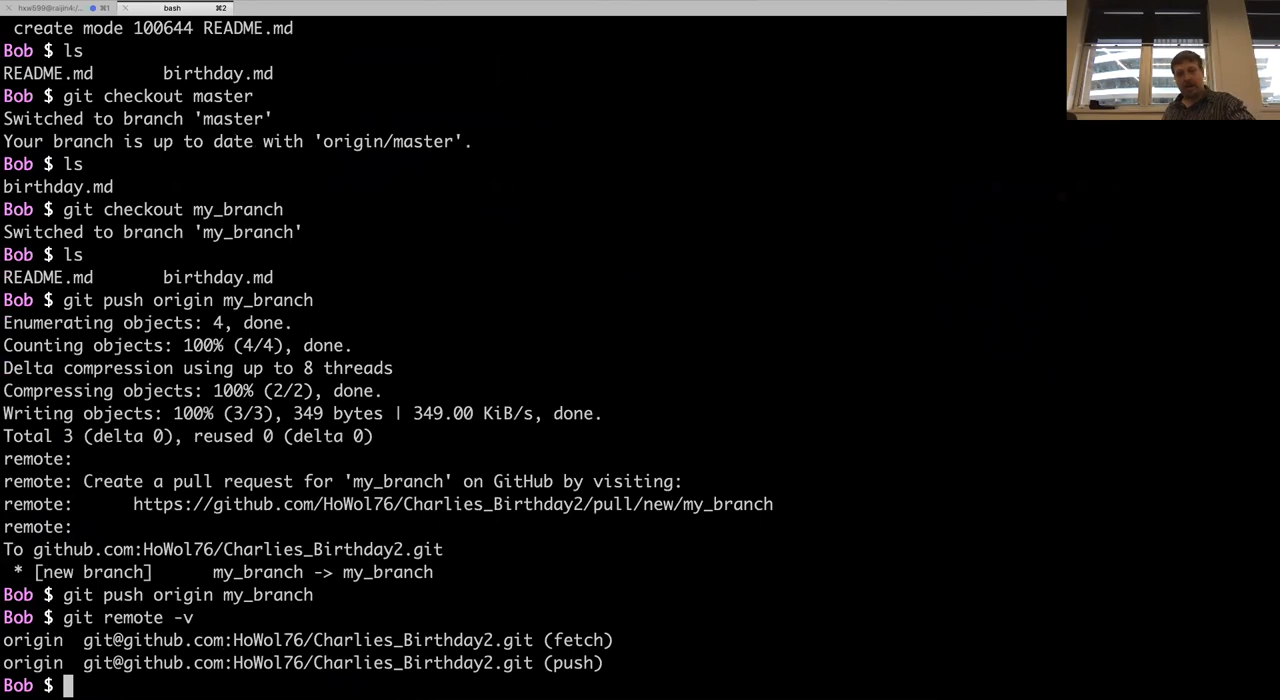 hxw599@raijin4:/... ⌘1 bash ⌘2
create mode 100644 README.md
Bob $ ls
README.md birthday.md
Bob $ git checkout master
Switched to branch 'master'
Your branch is up to date with 'origin/master'.
Bob $ ls
birthday.md
Bob $ git checkout my_branch
Switched to branch 'my_branch'
Bob $ ls
README.md birthday.md
Bob $ git push origin my_branch
Enumerating objects: 4, done.
Counting objects: 100% (4/4), done.
Delta compression using up to 8 threads
Compressing objects: 100% (2/2), done.
Writing objects: 100% (3/3), 349 bytes | 349.00 KiB/s, done.
Total 3 (delta 0), reused 0 (delta 0)
remote:
remote: Create a pull request for 'my_branch' on GitHub by visiting:
remote: https://github.com/HoWol76/Charlies_Birthday2/pull/new/my_branch
remote:
To github.com:HoWol76/Charlies_Birthday2.git
* [new branch] my_branch -> my_branch
Bob $ git push origin my_branch
Bob $ git remote -v
origin git@github.com:HoWol76/Charlies_Birthday2.git (fetch)
origin git@github.com:HoWol76/Charlies_Birthday2.git (push)
Bob $